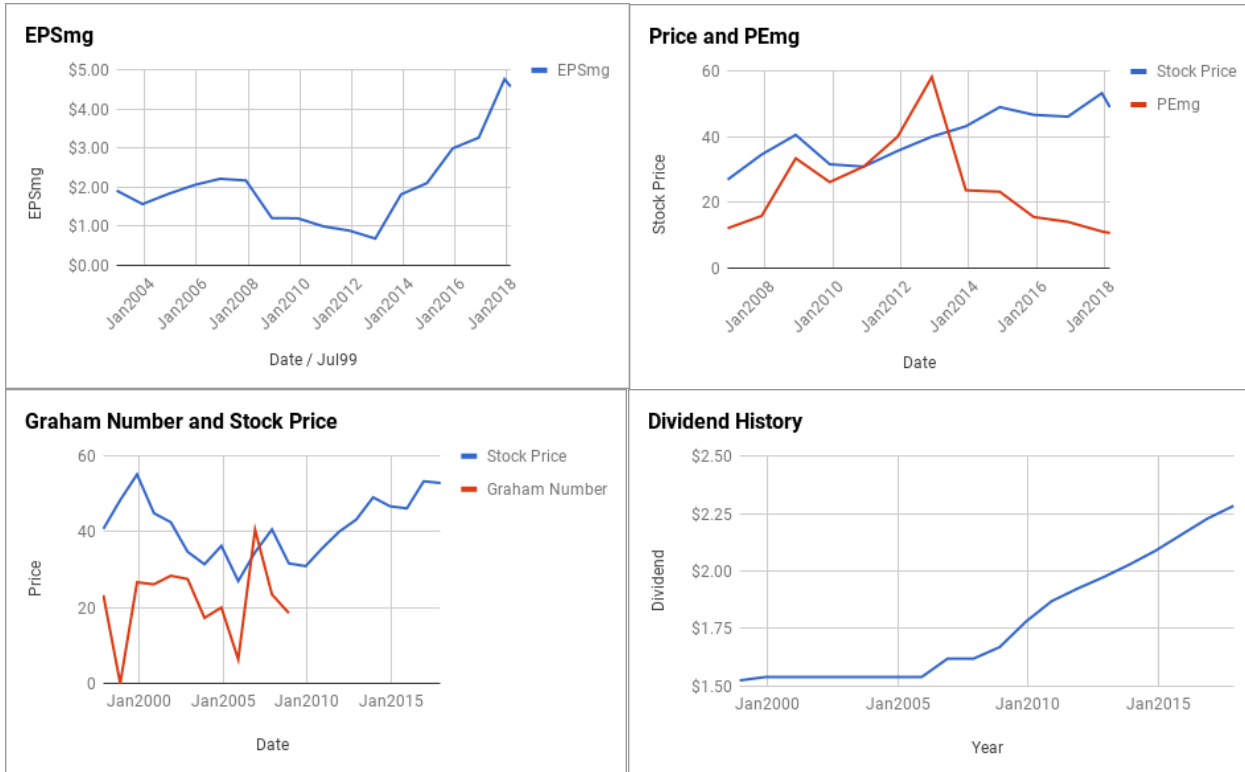 EPSmg
EPSmg
$5.00
$4.00
$3.00
$2.00
$1.00
$0.00
EPSmg
Jan2004
Jan2006
Jan2008
Jan2010
Jan2012
Jan2014
Jan2016
Jan2018
Date / Jul99
Price and PEmg
Stock Price
PEmg
60
40
20
0
Stock Price
Jan2008
Jan2010
Jan2012
Jan2014
Jan2016
Jan2018
Date
Graham Number and Stock Price
Stock Price
Graham Number
60
40
20
0
Price
Jan2000
Jan2005
Jan2010
Jan2015
Date
Dividend History
$2.50
$2.25
$2.00
$1.75
$1.50
Dividend
Jan2000
Jan2005
Jan2010
Jan2015
Year